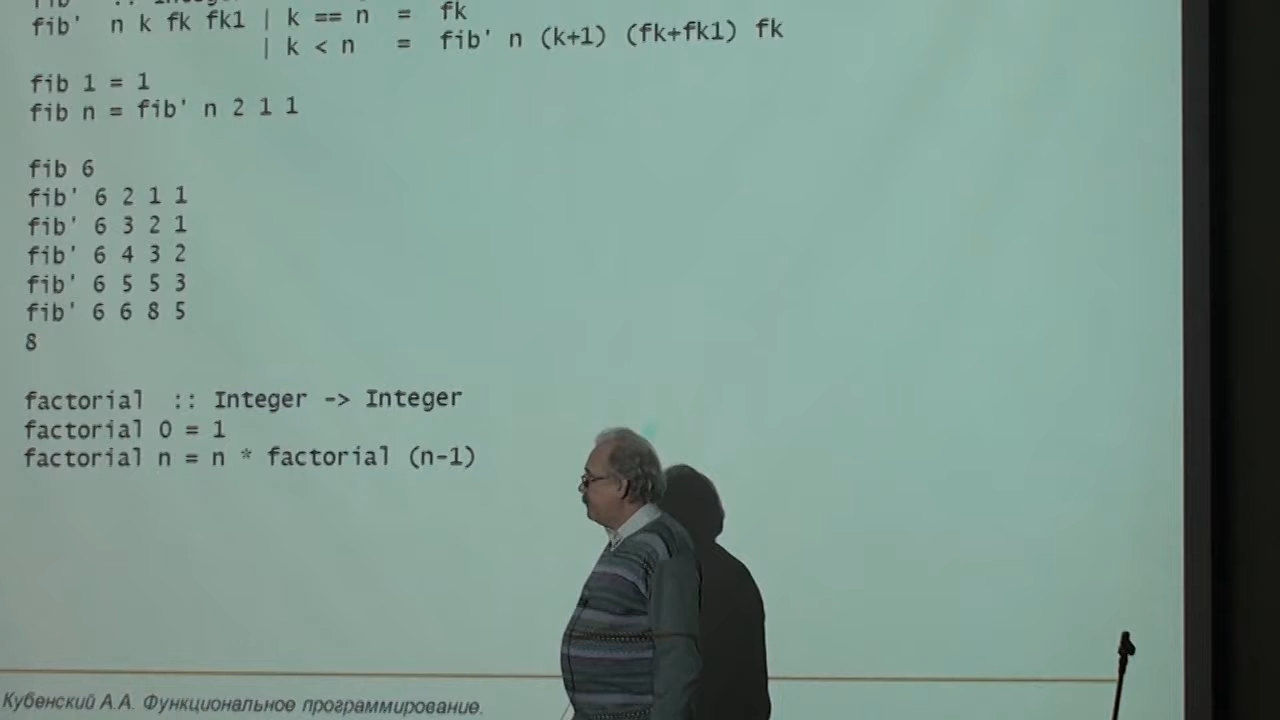 fib' n k fk fk1 | k == n = fk
| k < n = fib' n (k+1) (fk+fk1) fk
fib 1 = 1
fib n = fib' n 2 1 1
fib 6
fib' 6 2 1 1
fib' 6 3 2 1
fib' 6 4 3 2
fib' 6 5 5 3
fib' 6 6 8 5
8
factorial :: Integer -> Integer
factorial 0 = 1
factorial n = n * factorial (n-1)
Кубенский А.А. Функциональное программирование.